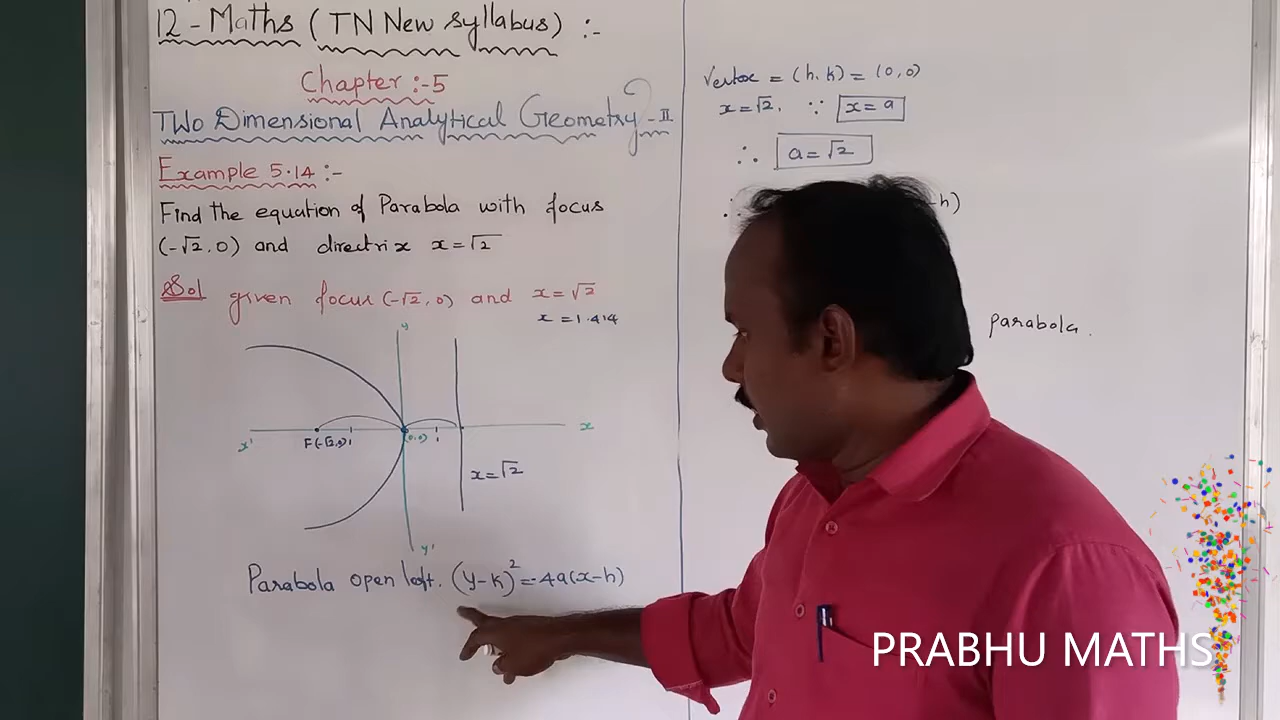 12 - Maths ( TN New Syllabus ) :-
Chapter :-5
TWo Dimensional Analytical Geometry - II
Example 5.14 :-
Find the equation of Parabola with focus
(-√2, 0) and directrix x = √2
Sol given focus (-√2, 0) and x = √2
x = 1.414
y
x' F(-√2,0) 1 (0,0) 1 x
x = √2
y'
Parabola open left. (y-k)² = -4a(x-h)
Vertex = (h, k) = (0, 0)
x = √2, ∵ x = a
∴ a = √2
∴ -h)
parabola.
PRABHU MATHS